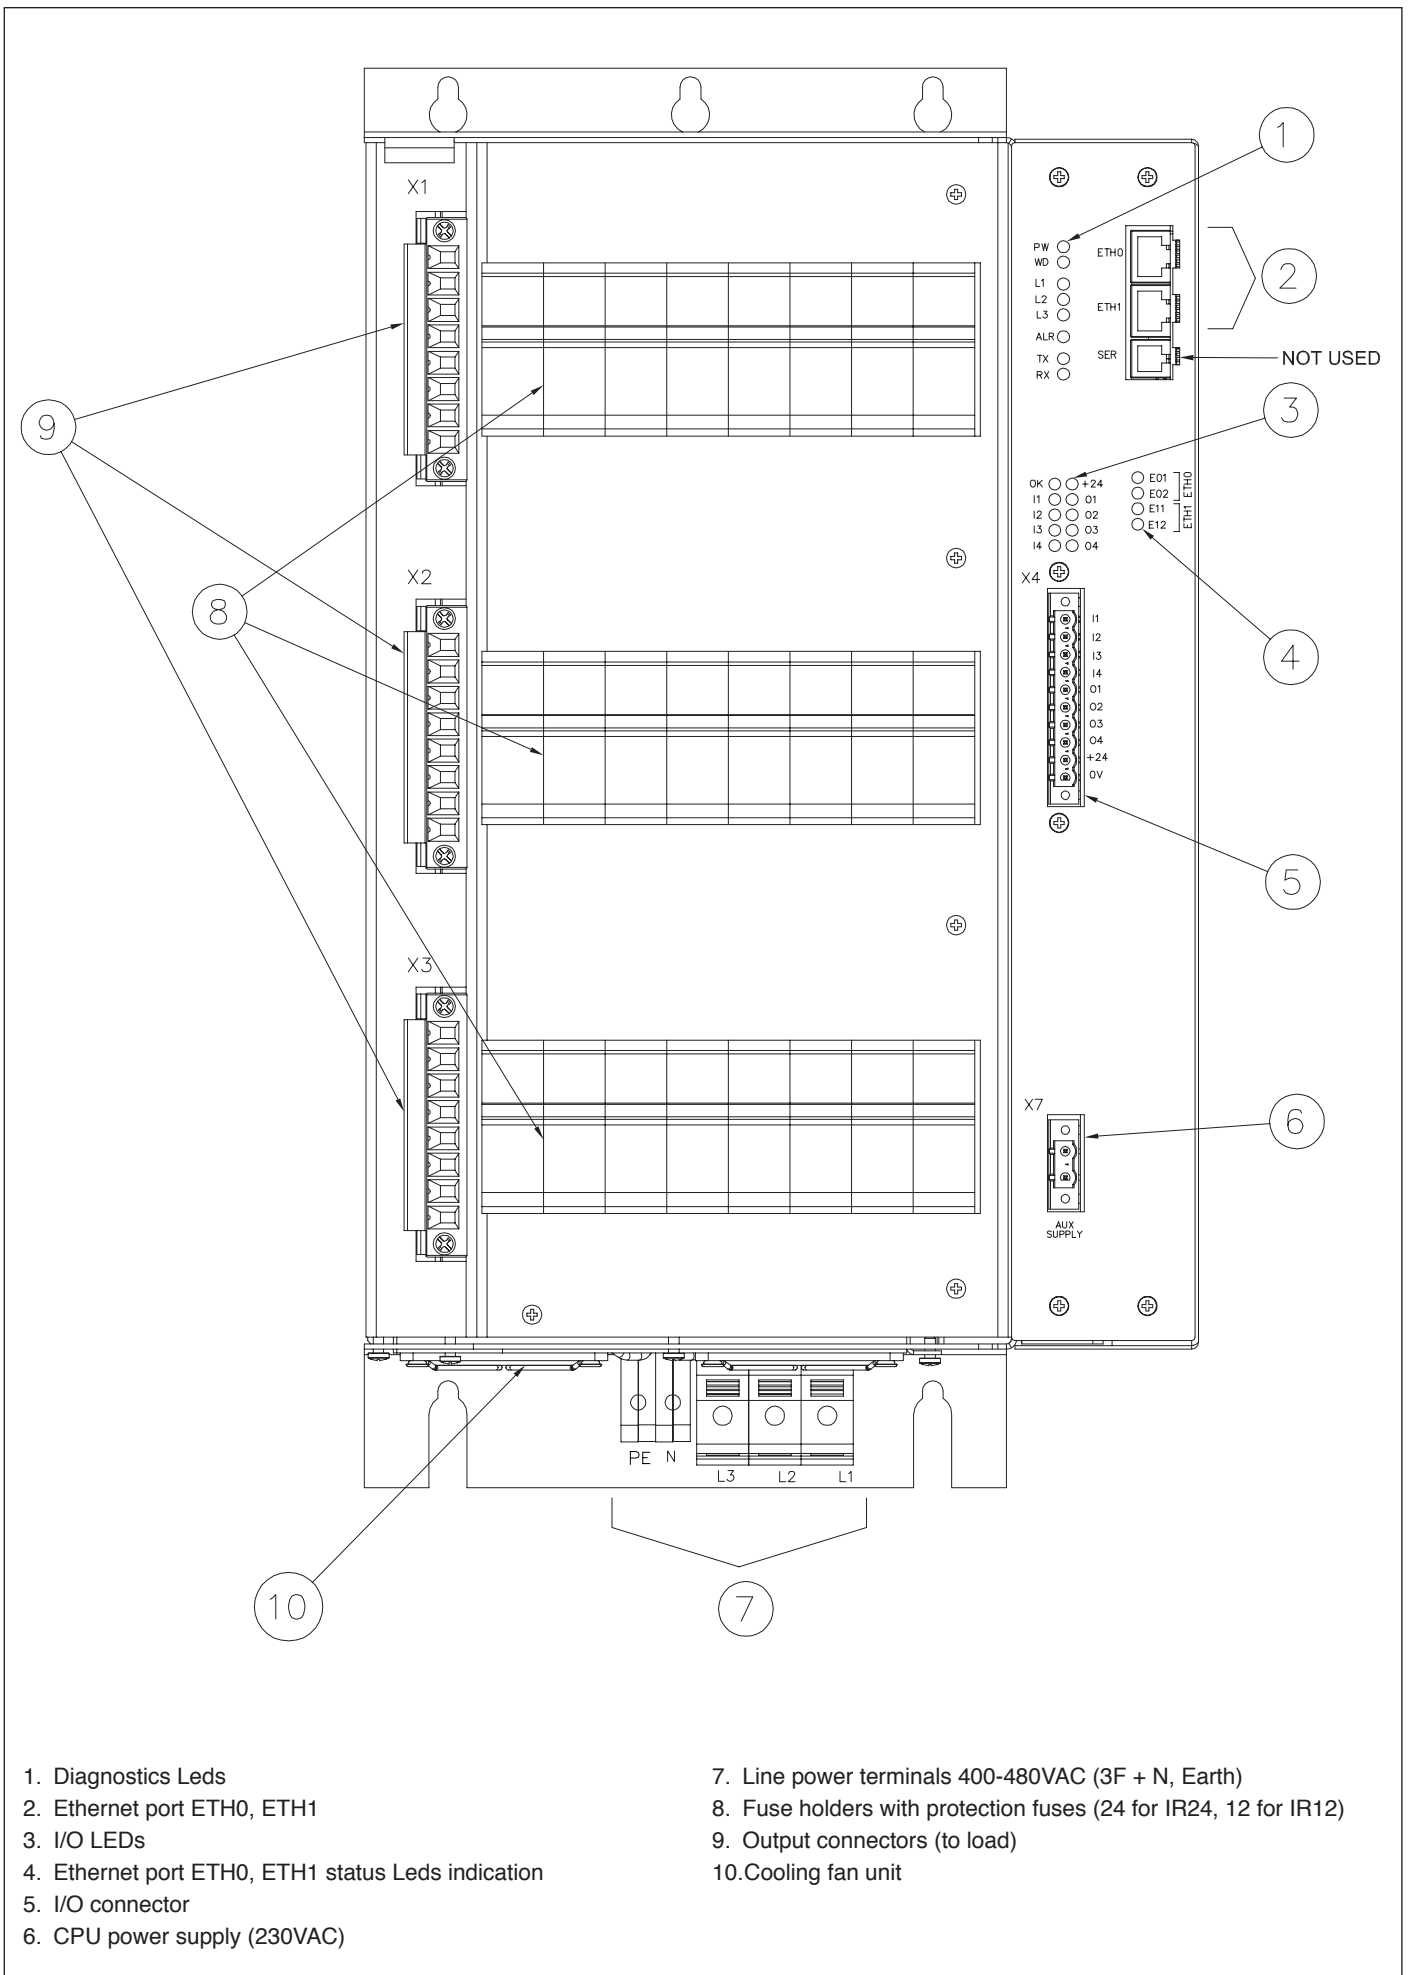 X1
1
PW
WD
L1
L2
L3
ALR
TX
RX
ETH0
ETH1
SER
2
NOT USED
3
9
OK +24
I1 O1
I2 O2
I3 O3
I4 O4
E01
E02
E11
E12
ETH0
ETH1
X2
8
X4
I1
I2
I3
I4
O1
O2
O3
O4
+24
0V
4
5
X3
X7
6
AUX
SUPPLY
PE N
L3 L2 L1
10
7
1. Diagnostics Leds
2. Ethernet port ETH0, ETH1
3. I/O LEDs
4. Ethernet port ETH0, ETH1 status Leds indication
5. I/O connector
6. CPU power supply (230VAC)
7. Line power terminals 400-480VAC (3F + N, Earth)
8. Fuse holders with protection fuses (24 for IR24, 12 for IR12)
9. Output connectors (to load)
10.Cooling fan unit